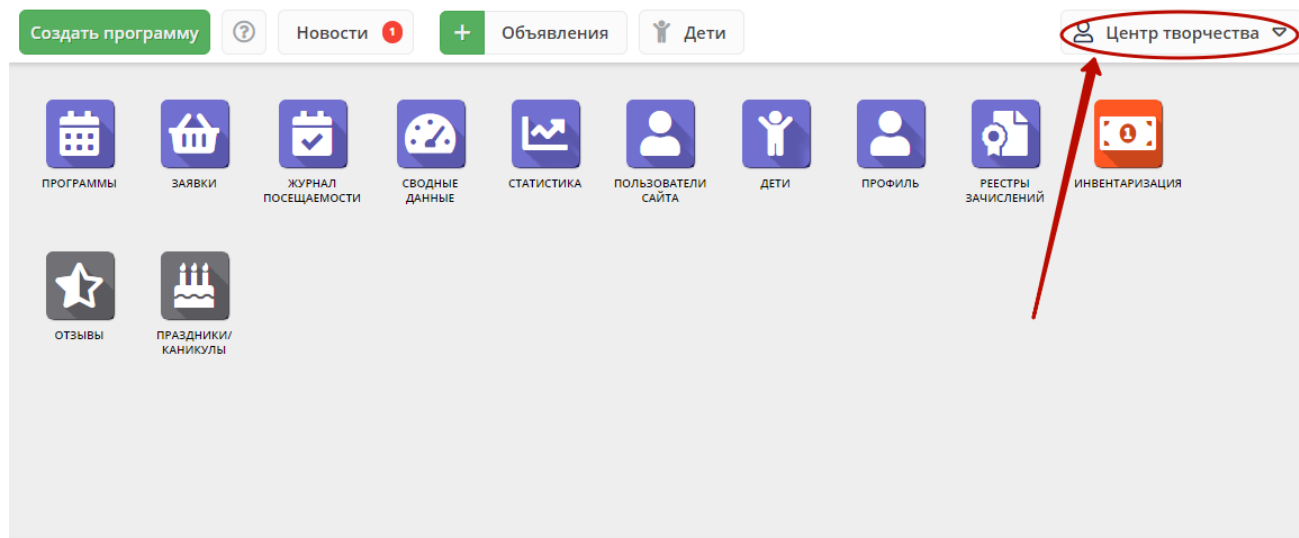 Создать программу
?
Новости 1
+ Объявления
Дети
Центр творчества
ПРОГРАММЫ
ЗАЯВКИ
ЖУРНАЛ
ПОСЕЩАЕМОСТИ
СВОДНЫЕ
ДАННЫЕ
СТАТИСТИКА
ПОЛЬЗОВАТЕЛИ
САЙТА
ДЕТИ
ПРОФИЛЬ
РЕЕСТРЫ
ЗАЧИСЛЕНИЙ
1
ИНВЕНТАРИЗАЦИЯ
ОТЗЫВЫ
ПРАЗДНИКИ/
КАНИКУЛЫ